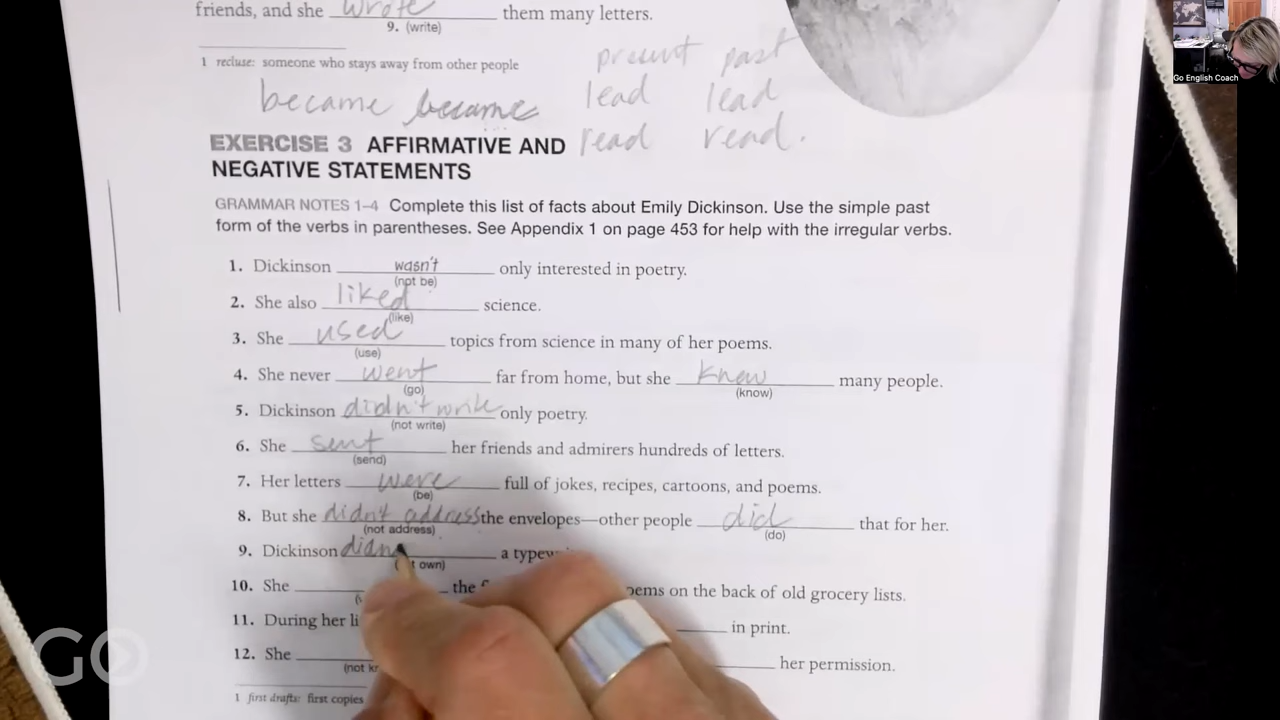 friends, and she wrote them many letters.
9. (write)
1 recluse: someone who stays away from other people
present past
became became lead lead
read read.
EXERCISE 3 AFFIRMATIVE AND
NEGATIVE STATEMENTS
GRAMMAR NOTES 1–4 Complete this list of facts about Emily Dickinson. Use the simple past
form of the verbs in parentheses. See Appendix 1 on page 453 for help with the irregular verbs.
1. Dickinson wasn't only interested in poetry.
(not be)
2. She also liked science.
(like)
3. She used topics from science in many of her poems.
(use)
4. She never went far from home, but she knew many people.
(go) (know)
5. Dickinson didn't write only poetry.
(not write)
6. She sent her friends and admirers hundreds of letters.
(send)
7. Her letters were full of jokes, recipes, cartoons, and poems.
(be)
8. But she didn't address the envelopes—other people did that for her.
(not address) (do)
9. Dickinson didn a
own)
10. She the on the back of old grocery lists.
11. During her in print.
12. She her permission.
(not
1 first drafts: first copies
GO
Go English Coach